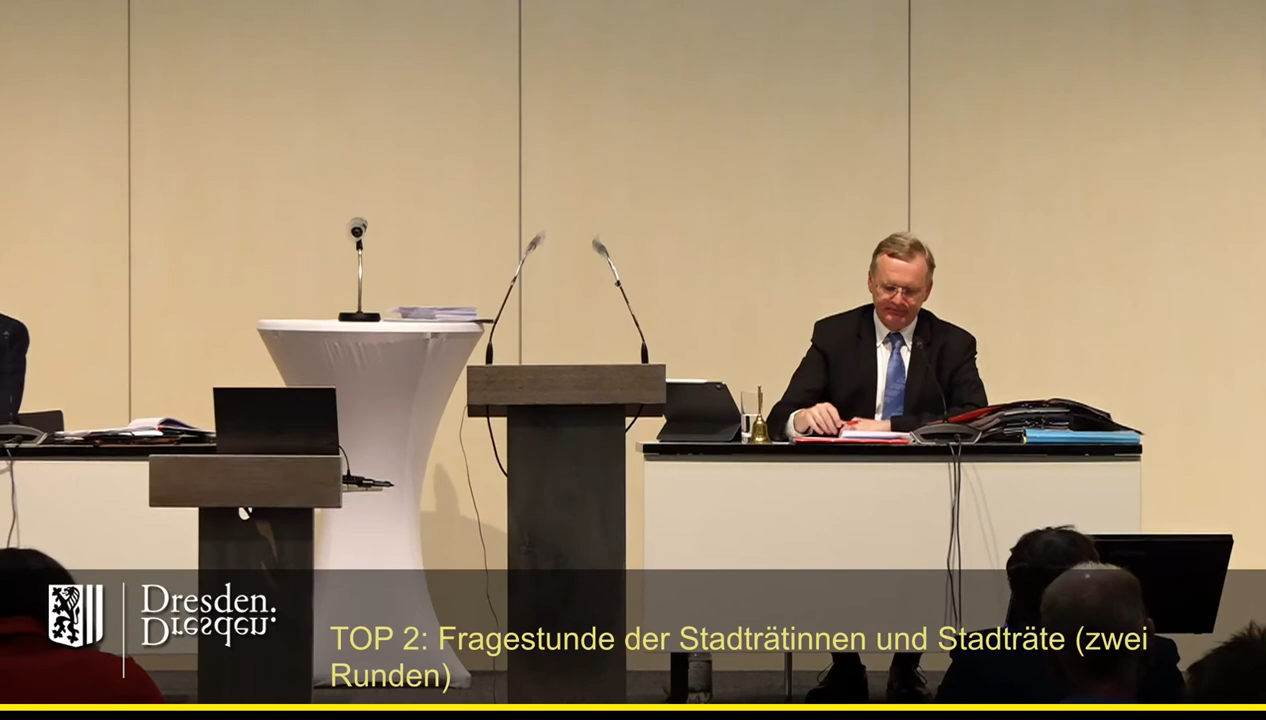 Dresden.
Dresden.
TOP 2: Fragestunde der Stadträtinnen und Stadträte (zwei
Runden)